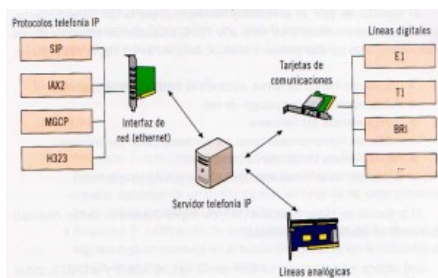 Protocolos telefonía IP
SIP
IAX2
MGCP
H323
Interfaz de
red (ethernet)
Servidor telefonía IP
Tarjetas de
comunicaciones
Líneas digitales
E1
T1
BRI
...
Líneas analógicas